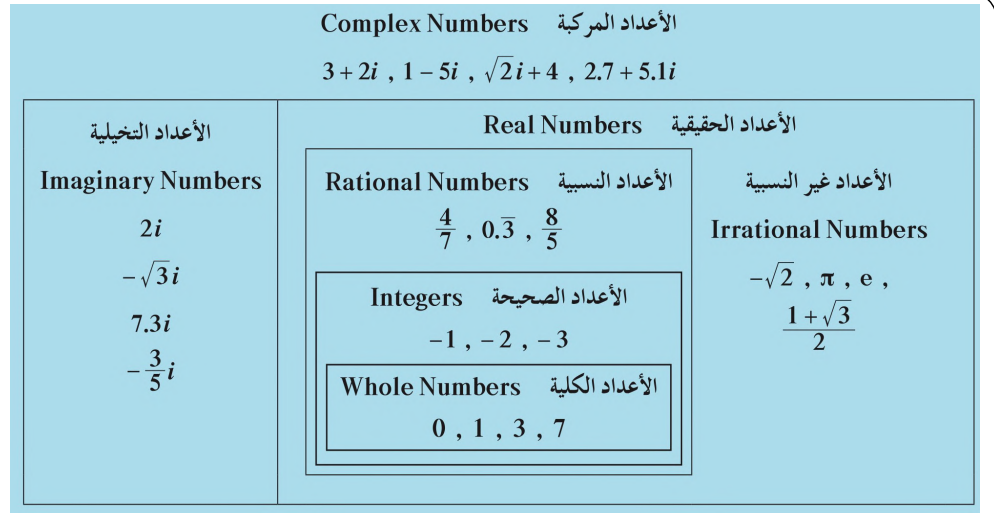 Complex Numbers الأعداد المركبة
3 + 2i , 1 − 5i , √2i + 4 , 2.7 + 5.1i
الأعداد التخيلية
Imaginary Numbers
2i
−√3i
7.3i
−3/5i
Real Numbers الأعداد الحقيقية
Rational Numbers الأعداد النسبية
4/7 , 0.3̅ , 8/5
Integers الأعداد الصحيحة
−1 , −2 , −3
Whole Numbers الأعداد الكلية
0 , 1 , 3 , 7
الأعداد غير النسبية
Irrational Numbers
−√2 , π , e ,
(1 + √3)/2